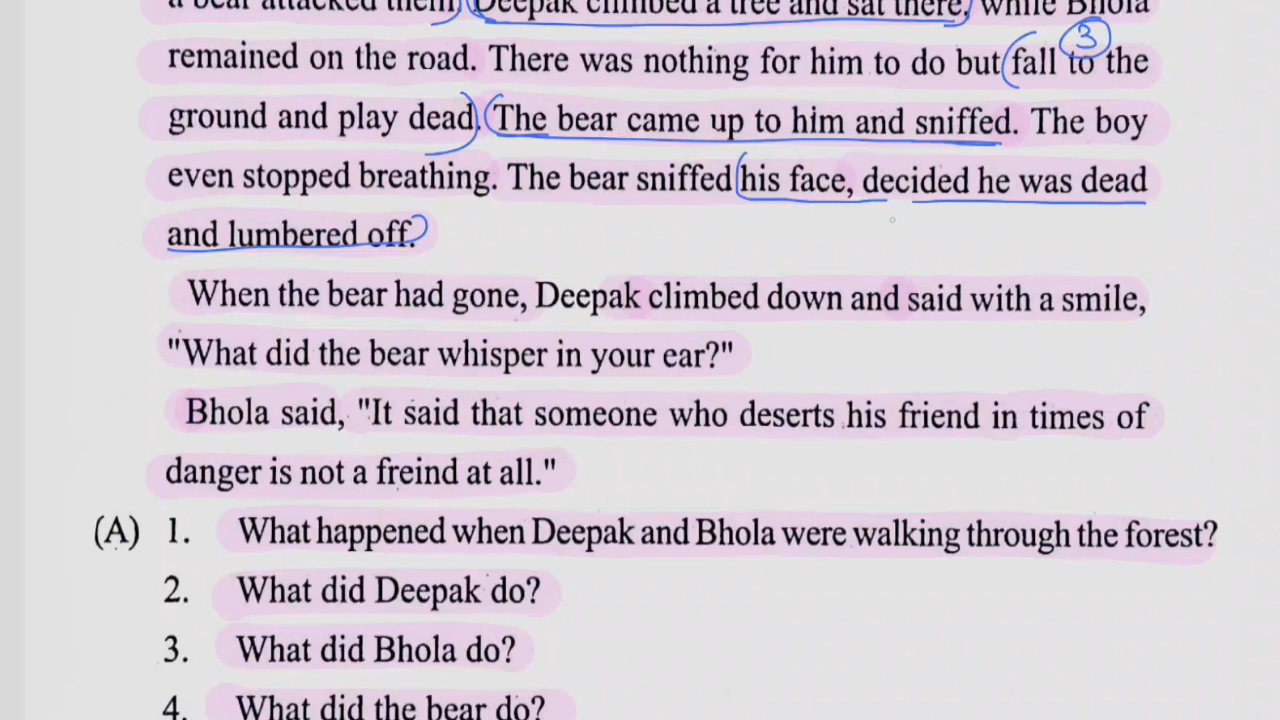 a bear attacked them. Deepak climbed a tree and sat there, while Bhola
3
remained on the road. There was nothing for him to do but fall to the
ground and play dead. The bear came up to him and sniffed. The boy
even stopped breathing. The bear sniffed his face, decided he was dead
and lumbered off.
When the bear had gone, Deepak climbed down and said with a smile,
"What did the bear whisper in your ear?"
Bhola said, "It said that someone who deserts his friend in times of
danger is not a freind at all."
(A) 1. What happened when Deepak and Bhola were walking through the forest?
2. What did Deepak do?
3. What did Bhola do?
4. What did the bear do?